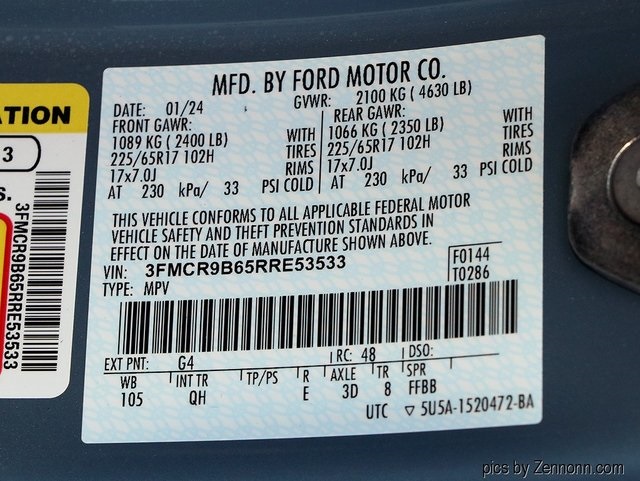 ATION
3
s.
3FMCR9B65RRE53533
MFD. BY FORD MOTOR CO.
DATE: 01/24 GVWR: 2100 KG ( 4630 LB)
FRONT GAWR: REAR GAWR:
1089 KG ( 2400 LB) WITH 1066 KG ( 2350 LB) WITH
225/65R17 102H TIRES 225/65R17 102H TIRES
17x7.0J RIMS 17x7.0J RIMS
AT 230 kPa/ 33 PSI COLD AT 230 kPa/ 33 PSI COLD
THIS VEHICLE CONFORMS TO ALL APPLICABLE FEDERAL MOTOR
VEHICLE SAFETY AND THEFT PREVENTION STANDARDS IN
EFFECT ON THE DATE OF MANUFACTURE SHOWN ABOVE.
VIN: 3FMCR9B65RRE53533 F0144
TYPE: MPV T0286
EXT PNT: G4 RC: 48 DSO:
WB INT TR TP/PS R AXLE TR SPR
105 QH E 3D 8 FFBB
UTC ▽ 5U5A-1520472-BA
pics by Zennonn.com